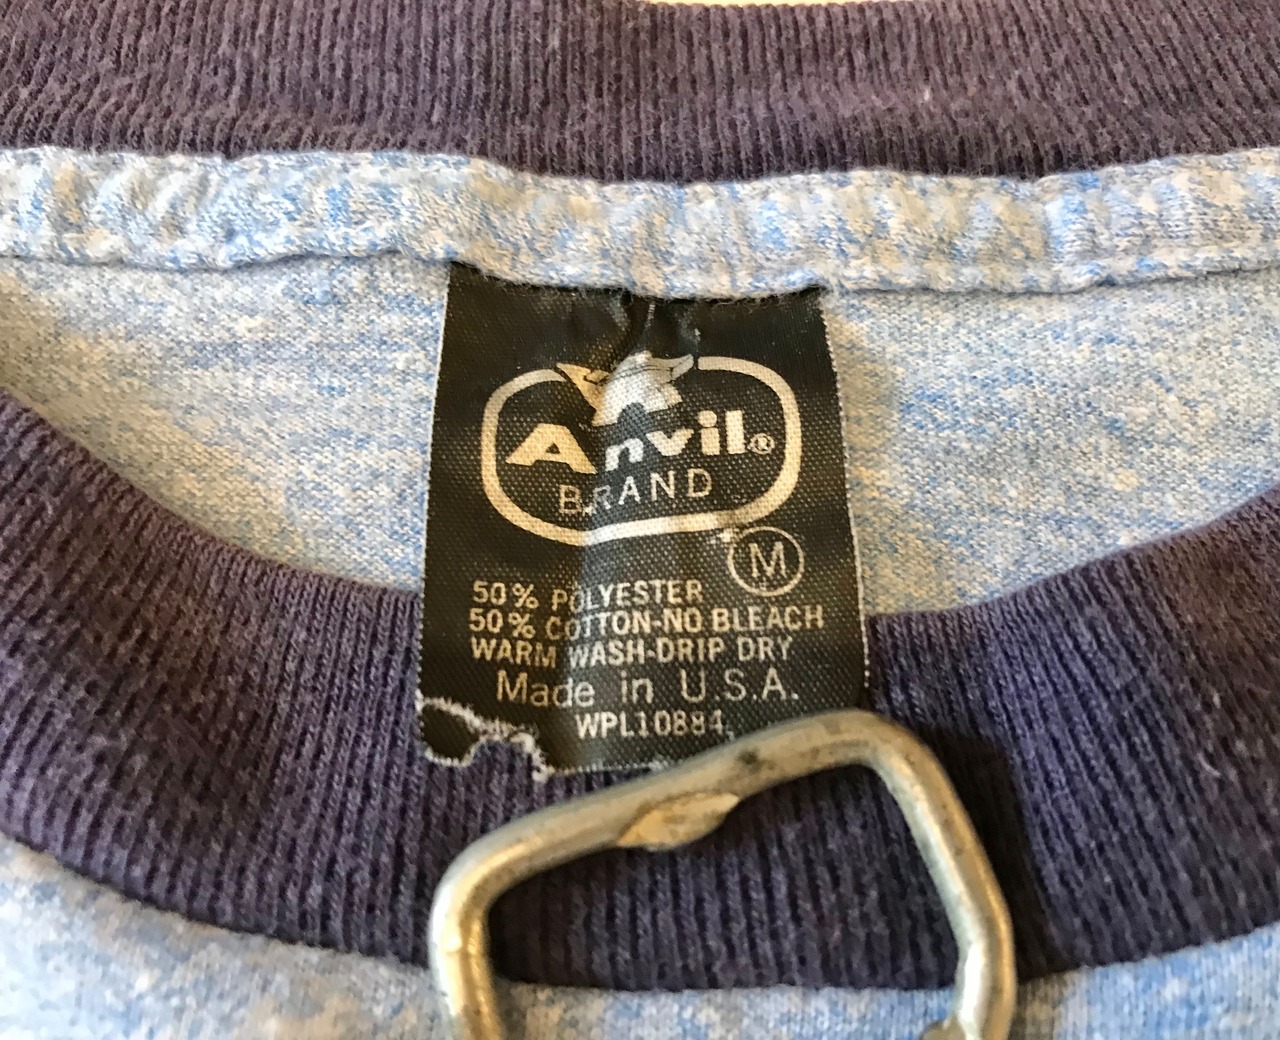 Anvil®
BRAND
M
50% POLYESTER
50% COTTON-NO BLEACH
WARM WASH-DRIP DRY
Made in U.S.A.
WPL10884